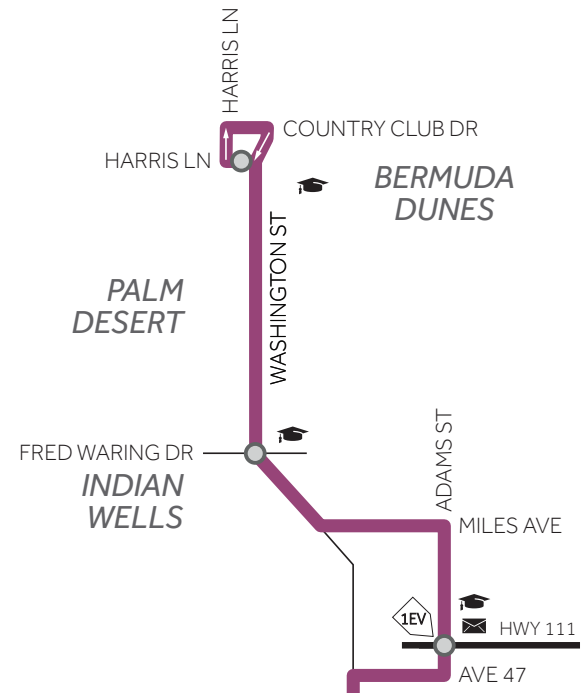 HARRIS LN
COUNTRY CLUB DR
HARRIS LN
BERMUDA
DUNES
WASHINGTON ST
PALM
DESERT
FRED WARING DR
INDIAN
WELLS
ADAMS ST
MILES AVE
1EV
HWY 111
AVE 47